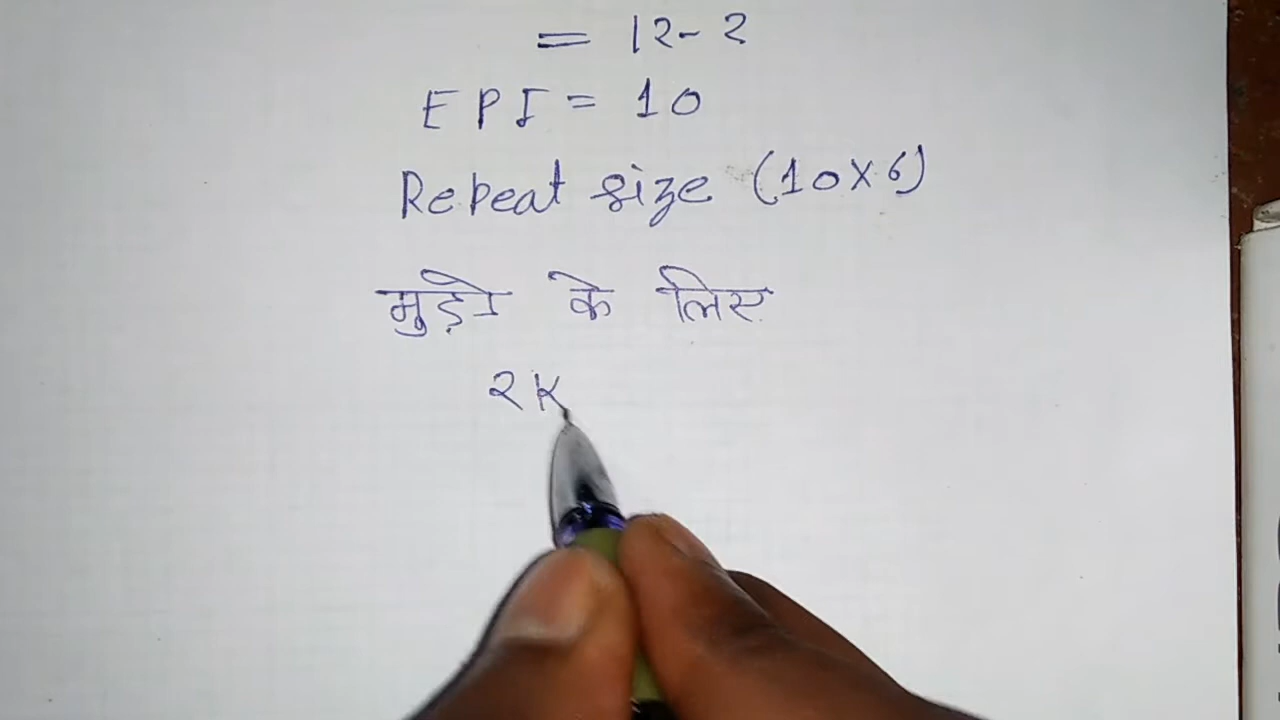 = 12-2
EPI = 10
Repeat size (10x6)
मुड़ो के लिए
2K